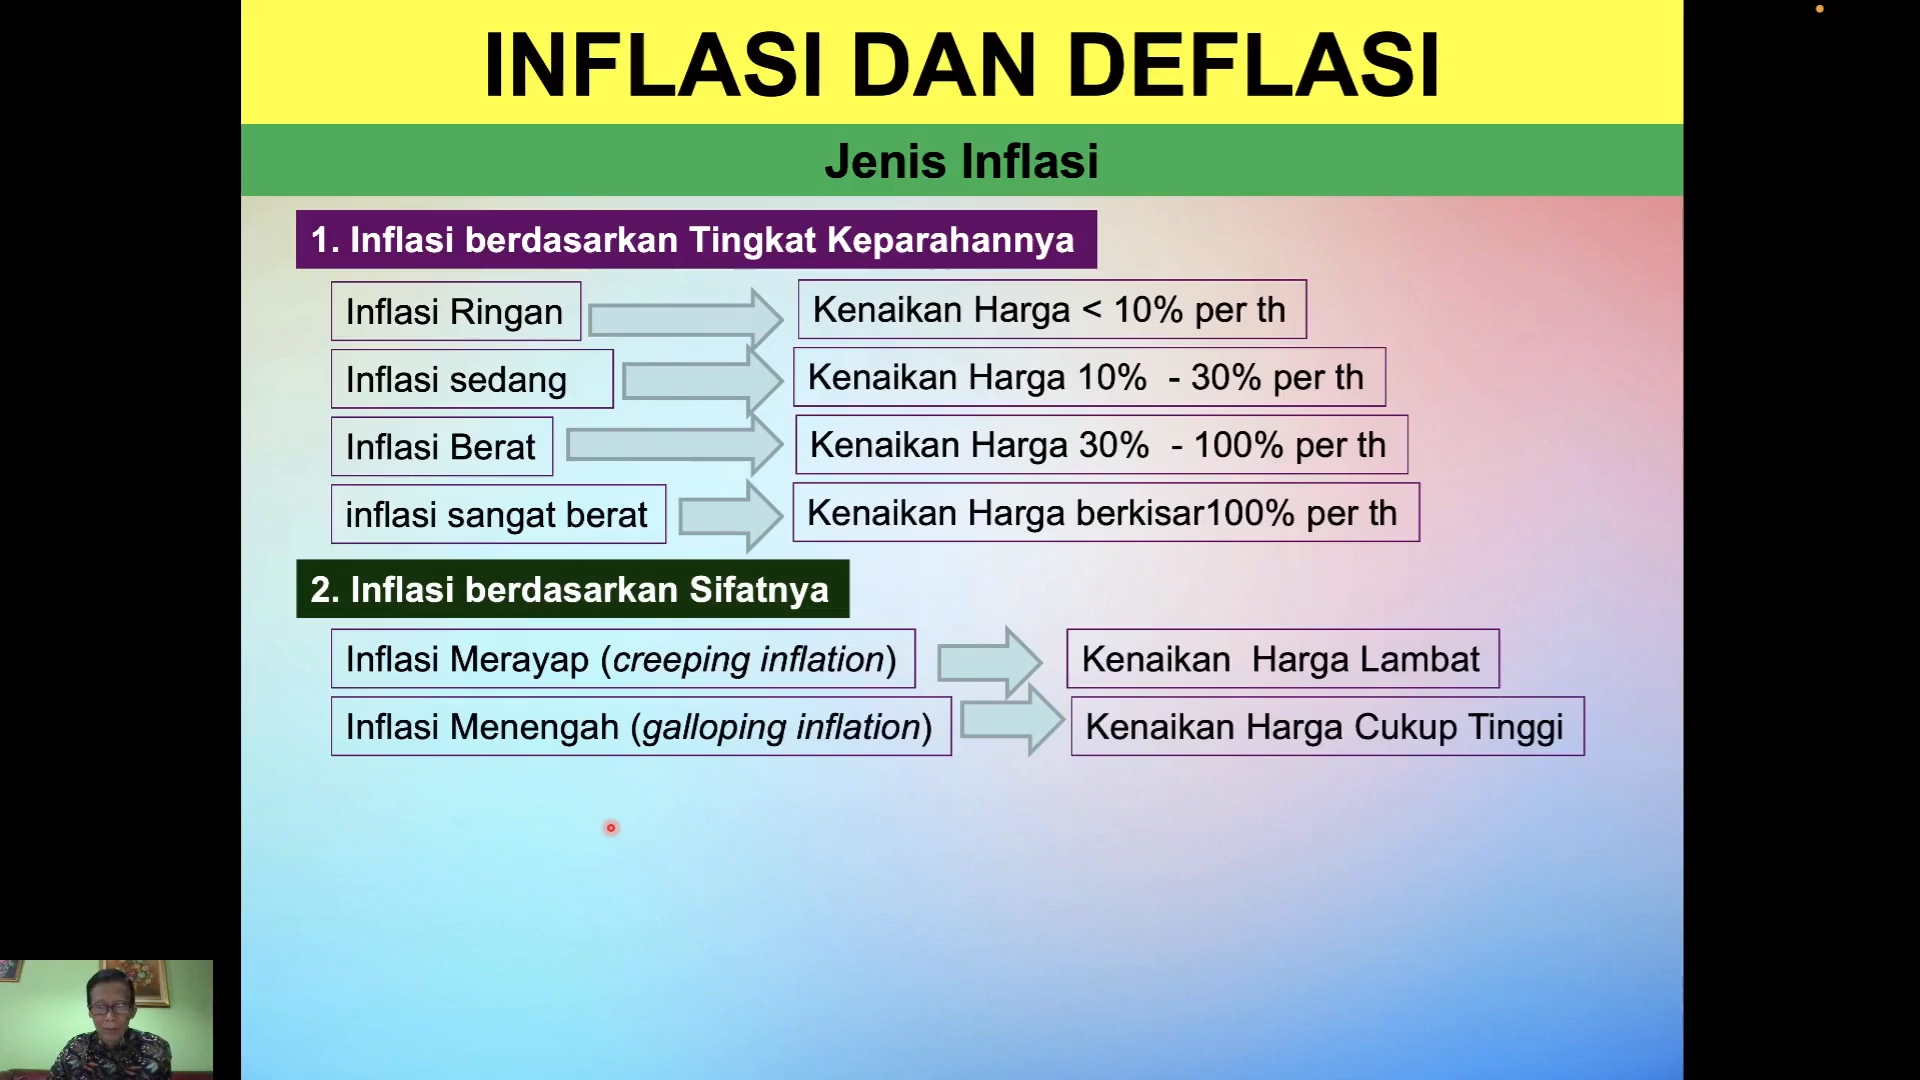 INFLASI DAN DEFLASI
Jenis Inflasi
1. Inflasi berdasarkan Tingkat Keparahannya
Inflasi Ringan
Kenaikan Harga < 10% per th
Inflasi sedang
Kenaikan Harga 10%  - 30% per th
Inflasi Berat
Kenaikan Harga 30%  - 100% per th
inflasi sangat berat
Kenaikan Harga berkisar100% per th
2. Inflasi berdasarkan Sifatnya
Inflasi Merayap (creeping inflation)
Kenaikan  Harga Lambat
Inflasi Menengah (galloping inflation)
Kenaikan Harga Cukup Tinggi